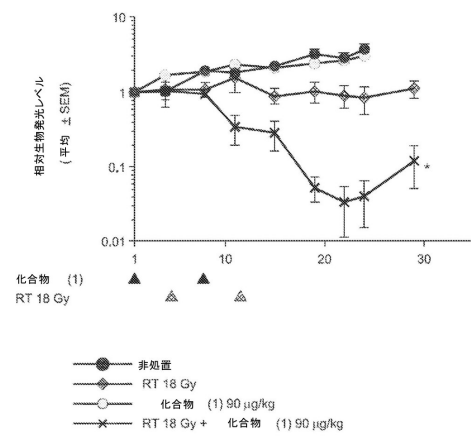 相対生物発光レベル
(平均 ± SEM)
10
1
0.1
0.01
*
1
10
20
30
化合物 (1)
RT 18 Gy
非処置
RT 18 Gy
化合物 (1) 90 µg/kg
RT 18 Gy + 化合物 (1) 90 µg/kg